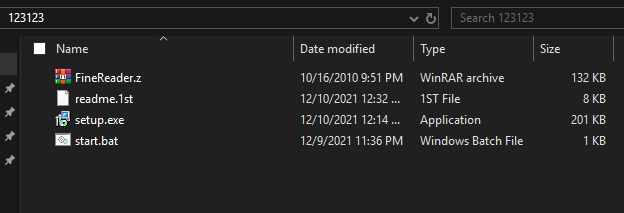 123123 Search 123123
Name Date modified Type Size
FineReader.z 10/16/2010 9:51 PM WinRAR archive 132 KB
readme.1st 12/10/2021 12:32 ... 1ST File 8 KB
setup.exe 12/10/2021 12:14 ... Application 201 KB
start.bat 12/9/2021 11:36 PM Windows Batch File 1 KB